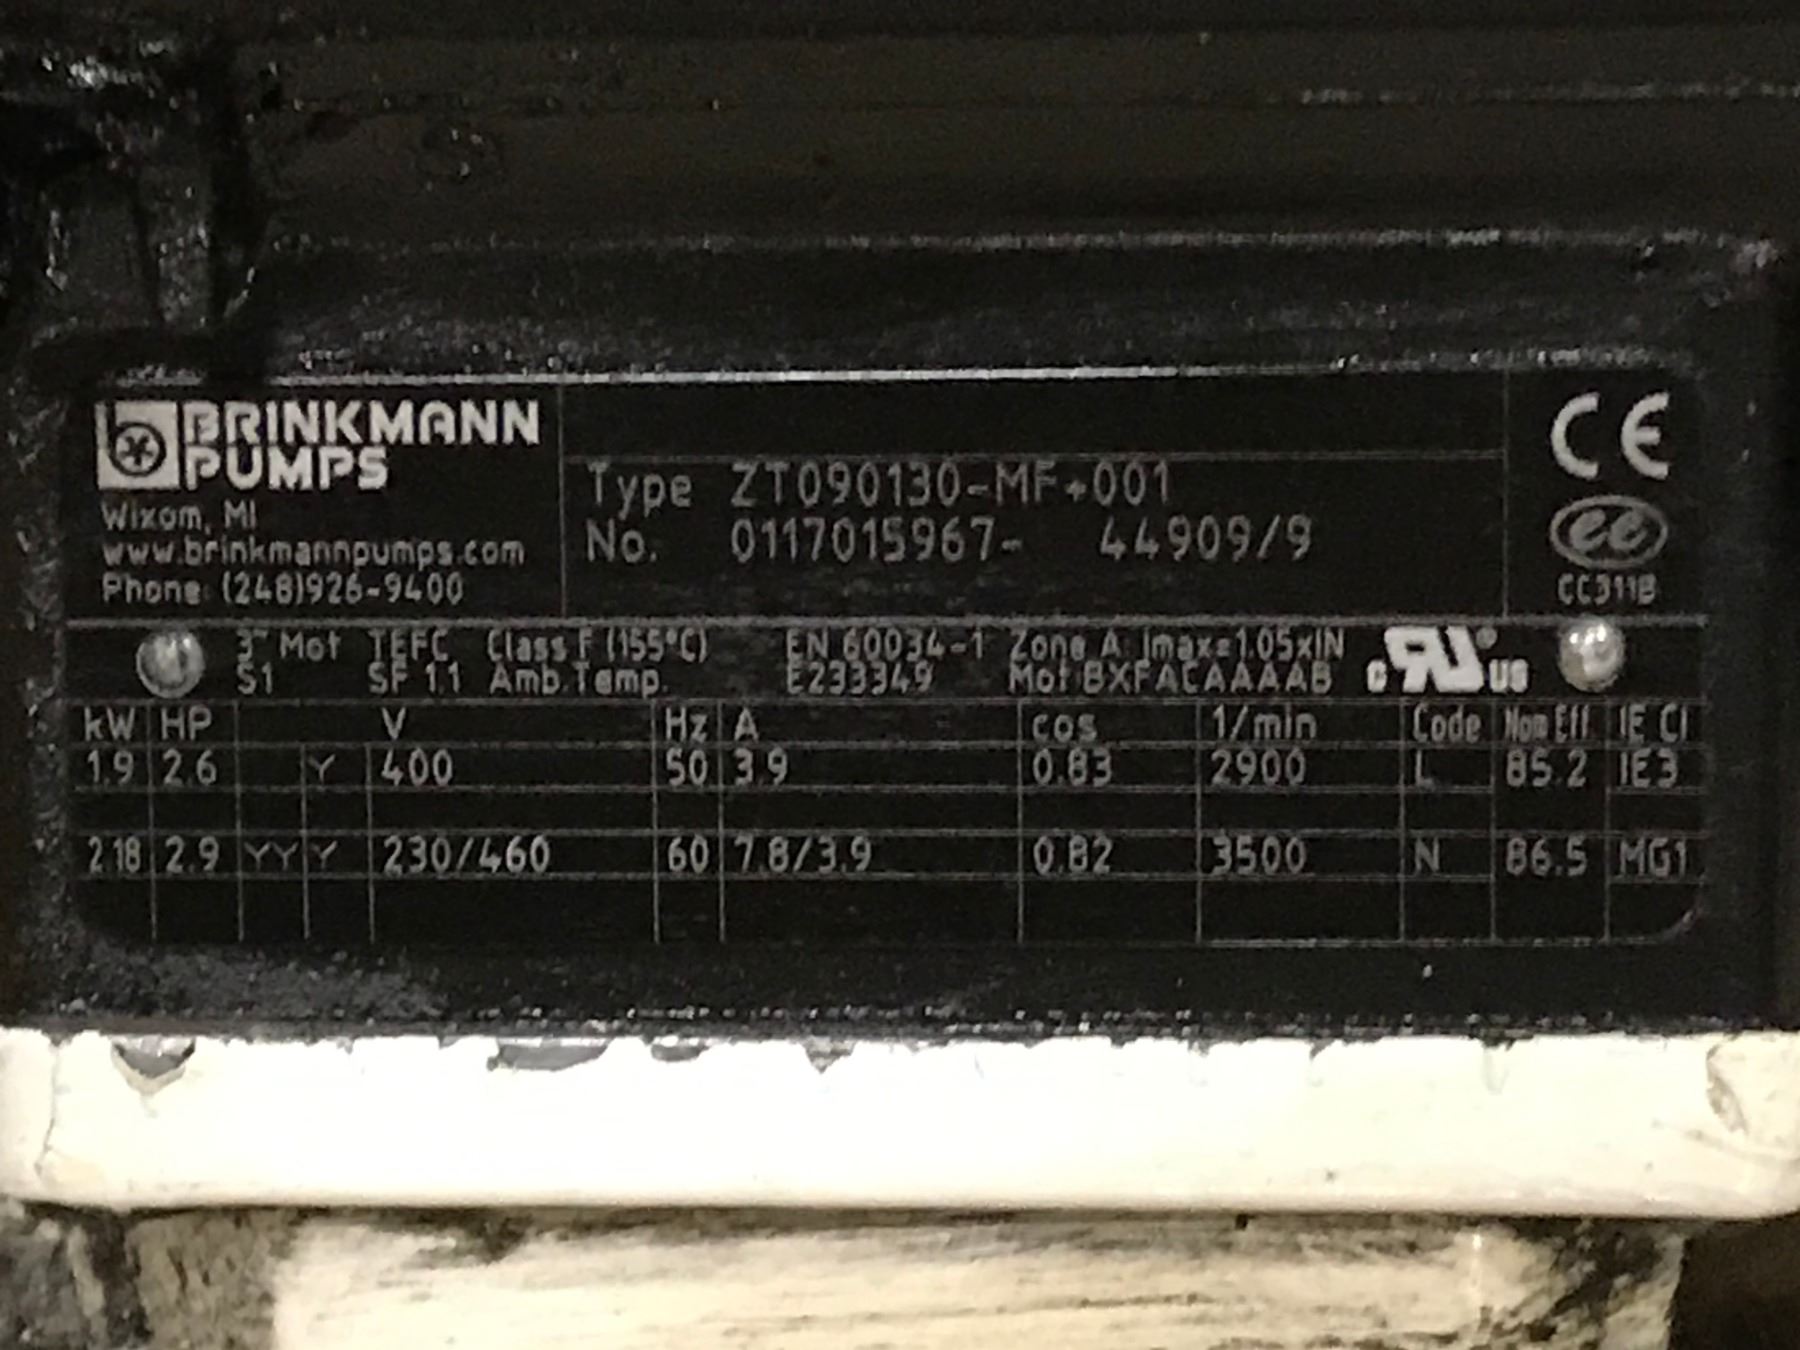 BRINKMANN
PUMPS
Wixom, MI
www.brinkmannpumps.com
Phone: (248)926-9400
Type ZT090130-MF+001
No. 0117015967- 44909/9
CE
CC311B
3~ Mot TEFC Class F (155°C) EN 60034-1 Zone A: Imax=1.05xIN
S1 SF 1.1 Amb.Temp. E233349 Mot BXFACAAAAB c RU us
kW HP V Hz A cos 1/min Code Nom Eff IE Cl
1.9 2.6 Y 400 50 3.9 0.83 2900 L 85.2 IE3
2.18 2.9 YY Y 230/460 60 7.8/3.9 0.82 3500 N 86.5 MG1